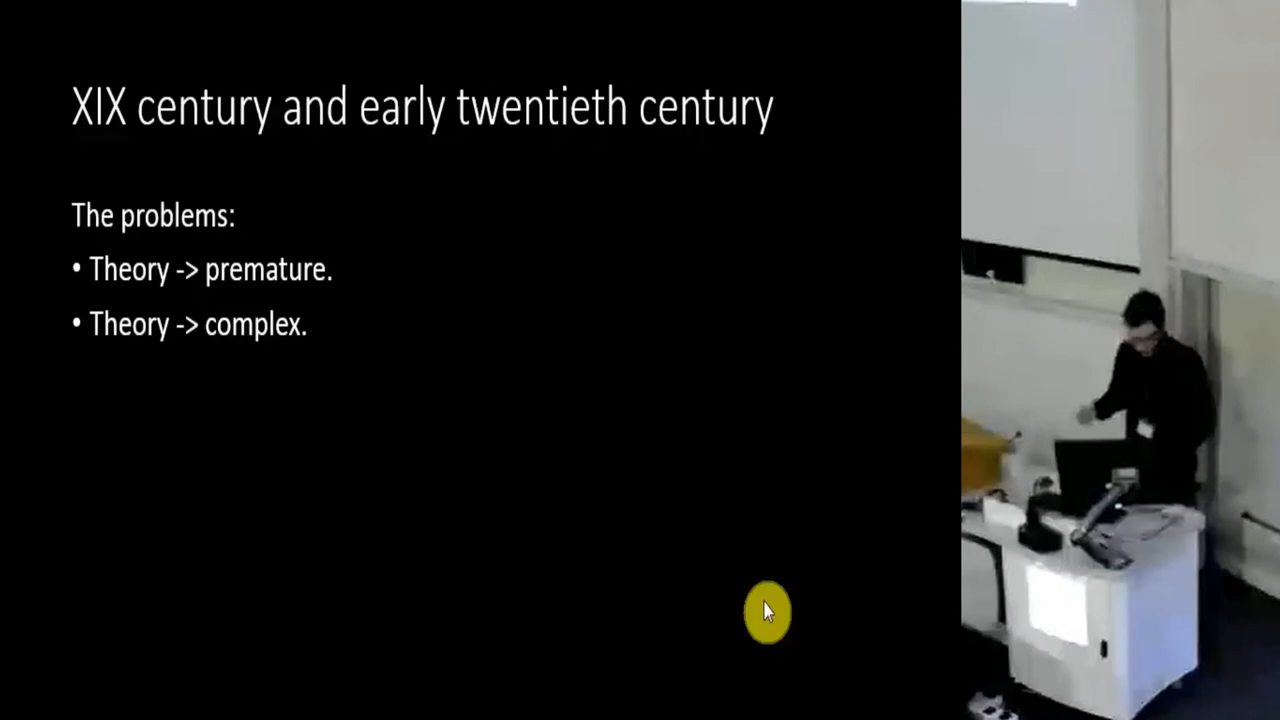 XIX century and early twentieth century
The problems:
• Theory -> premature.
• Theory -> complex.